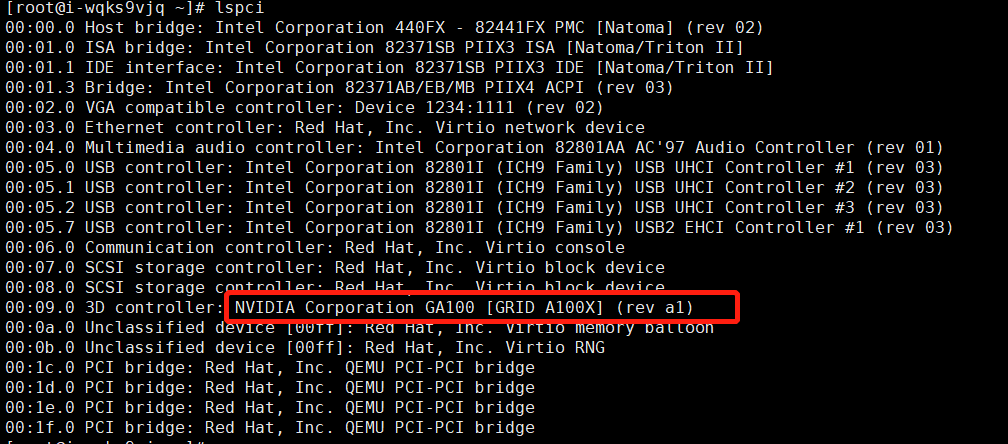 [root@i-wqks9vjq ~]# lspci
00:00.0 Host bridge: Intel Corporation 440FX - 82441FX PMC [Natoma] (rev 02)
00:01.0 ISA bridge: Intel Corporation 82371SB PIIX3 ISA [Natoma/Triton II]
00:01.1 IDE interface: Intel Corporation 82371SB PIIX3 IDE [Natoma/Triton II]
00:01.3 Bridge: Intel Corporation 82371AB/EB/MB PIIX4 ACPI (rev 03)
00:02.0 VGA compatible controller: Device 1234:1111 (rev 02)
00:03.0 Ethernet controller: Red Hat, Inc. Virtio network device
00:04.0 Multimedia audio controller: Intel Corporation 82801AA AC'97 Audio Controller (rev 01)
00:05.0 USB controller: Intel Corporation 82801I (ICH9 Family) USB UHCI Controller #1 (rev 03)
00:05.1 USB controller: Intel Corporation 82801I (ICH9 Family) USB UHCI Controller #2 (rev 03)
00:05.2 USB controller: Intel Corporation 82801I (ICH9 Family) USB UHCI Controller #3 (rev 03)
00:05.7 USB controller: Intel Corporation 82801I (ICH9 Family) USB2 EHCI Controller #1 (rev 03)
00:06.0 Communication controller: Red Hat, Inc. Virtio console
00:07.0 SCSI storage controller: Red Hat, Inc. Virtio block device
00:08.0 SCSI storage controller: Red Hat, Inc. Virtio block device
00:09.0 3D controller: NVIDIA Corporation GA100 [GRID A100X] (rev a1)
00:0a.0 Unclassified device [00ff]: Red Hat, Inc. Virtio memory balloon
00:0b.0 Unclassified device [00ff]: Red Hat, Inc. Virtio RNG
00:1c.0 PCI bridge: Red Hat, Inc. QEMU PCI-PCI bridge
00:1d.0 PCI bridge: Red Hat, Inc. QEMU PCI-PCI bridge
00:1e.0 PCI bridge: Red Hat, Inc. QEMU PCI-PCI bridge
00:1f.0 PCI bridge: Red Hat, Inc. QEMU PCI-PCI bridge